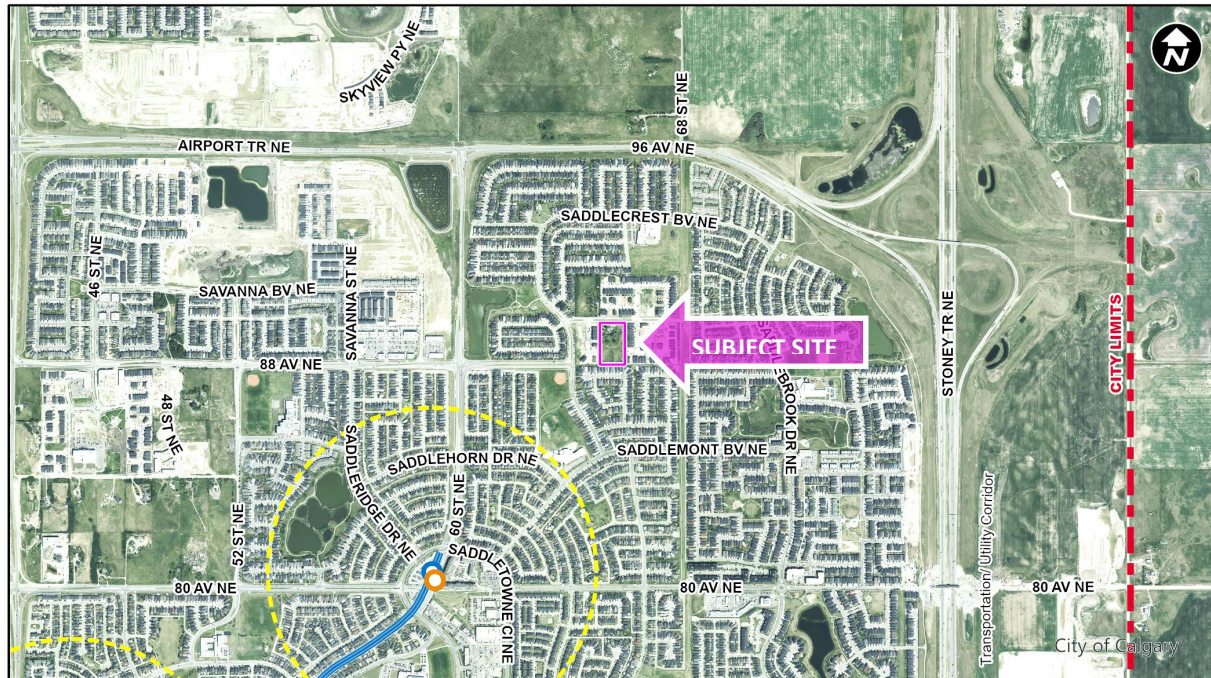 SKYVIEW PY NE
N
68 ST NE
AIRPORT TR NE
96 AV NE
SADDLECREST BV NE
46 ST NE
SAVANNA BV NE
SAVANNA ST NE
SUBJECT SITE
88 AV NE
STONEY TR NE
CITY LIMITS
48 ST NE
BROOK DR NE
SADDLERIDGE DR NE
SADDLEHORN DR NE
SADDLEMONT BV NE
52 ST NE
60 ST NE
SADDLETOWNE CI NE
Transportation/ Utility Corridor
80 AV NE
80 AV NE
80 AV NE
City of Calgary